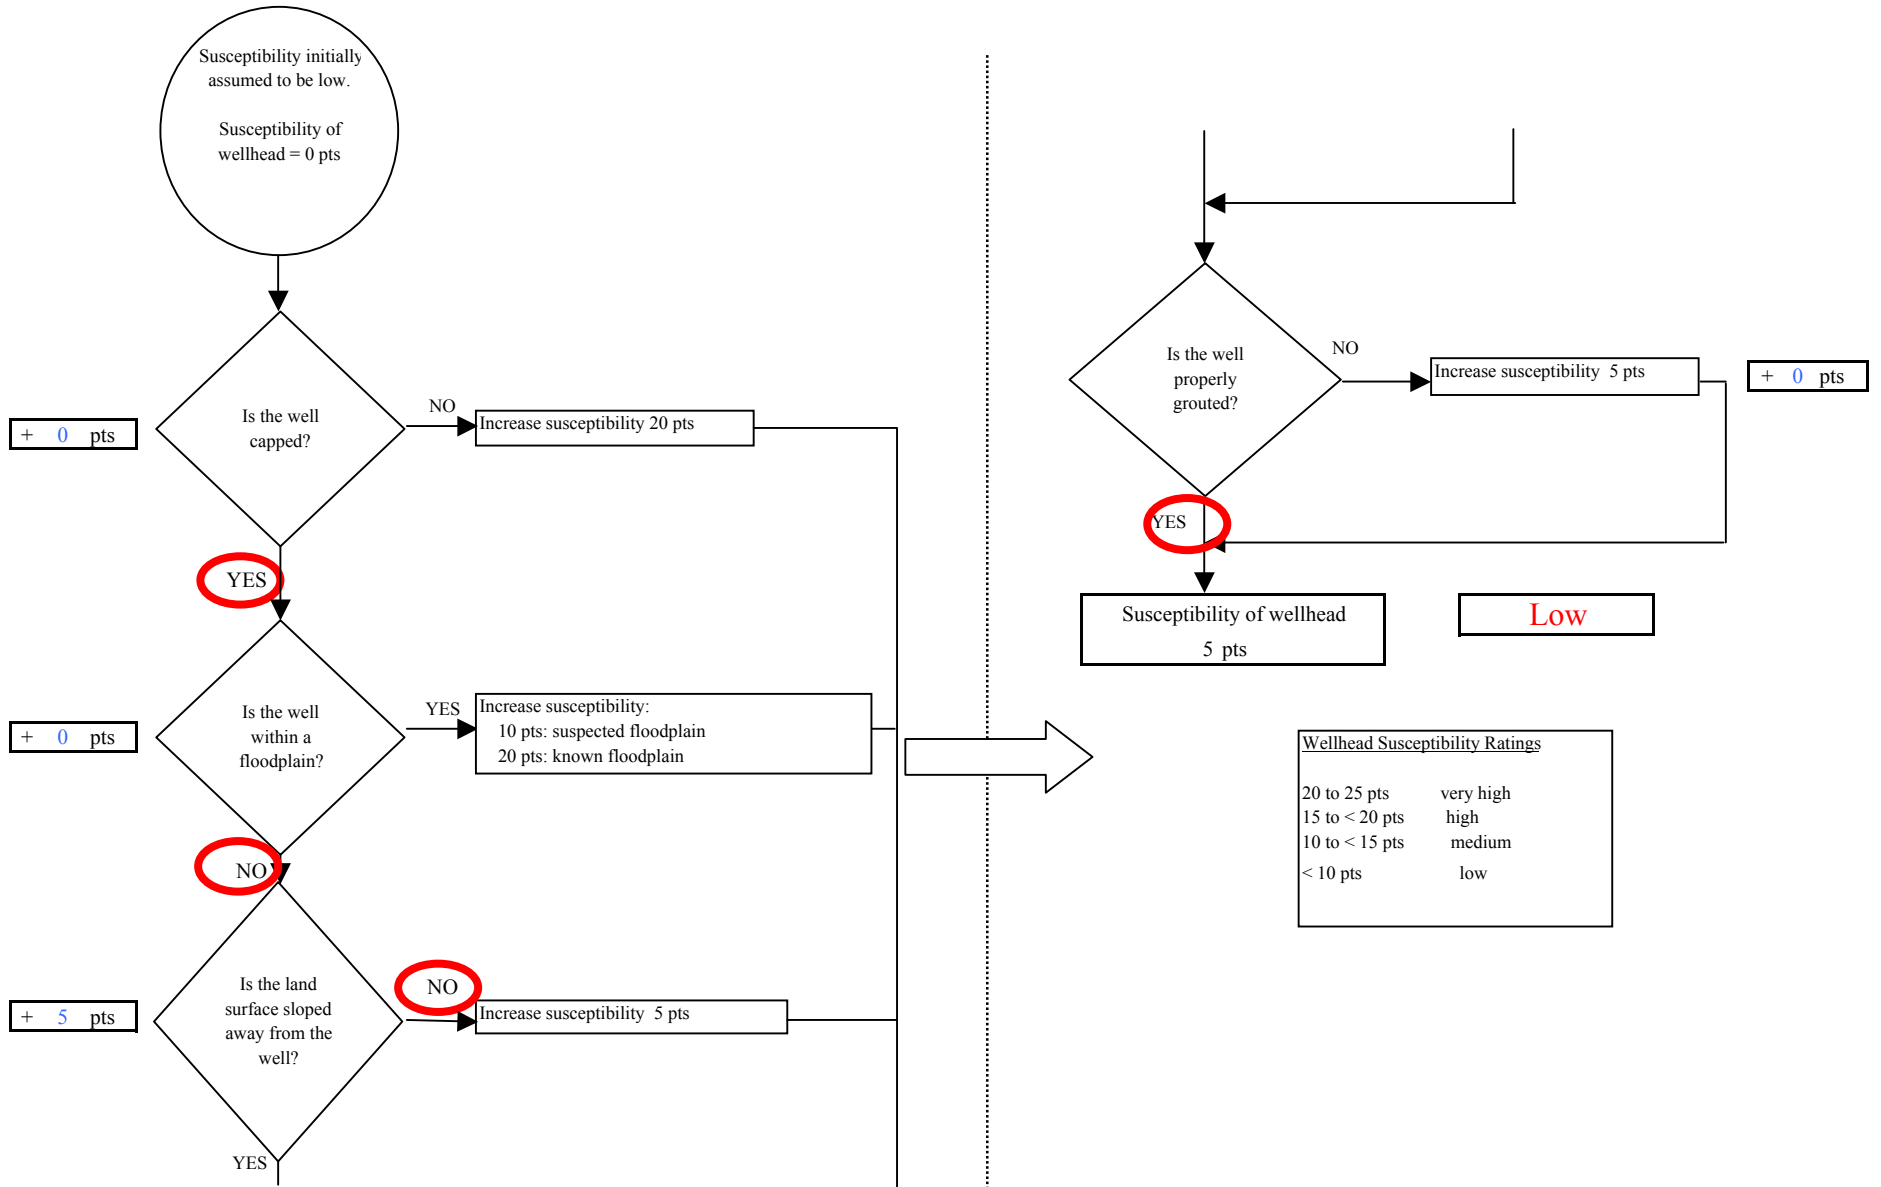 Susceptibility initially
assumed to be low.
Susceptibility of
wellhead = 0 pts
Is the well
capped?
NO
Increase susceptibility 20 pts
+ 0 pts
YES
Is the well
within a
floodplain?
YES
Increase susceptibility:
10 pts: suspected floodplain
20 pts: known floodplain
+ 0 pts
NO
Is the land
surface sloped
away from the
well?
NO
Increase susceptibility 5 pts
+ 5 pts
YES
Is the well
properly
grouted?
NO
Increase susceptibility 5 pts
+ 0 pts
YES
Susceptibility of wellhead
5 pts
Low
Wellhead Susceptibility Ratings
20 to 25 pts very high
15 to < 20 pts high
10 to < 15 pts medium
< 10 pts low